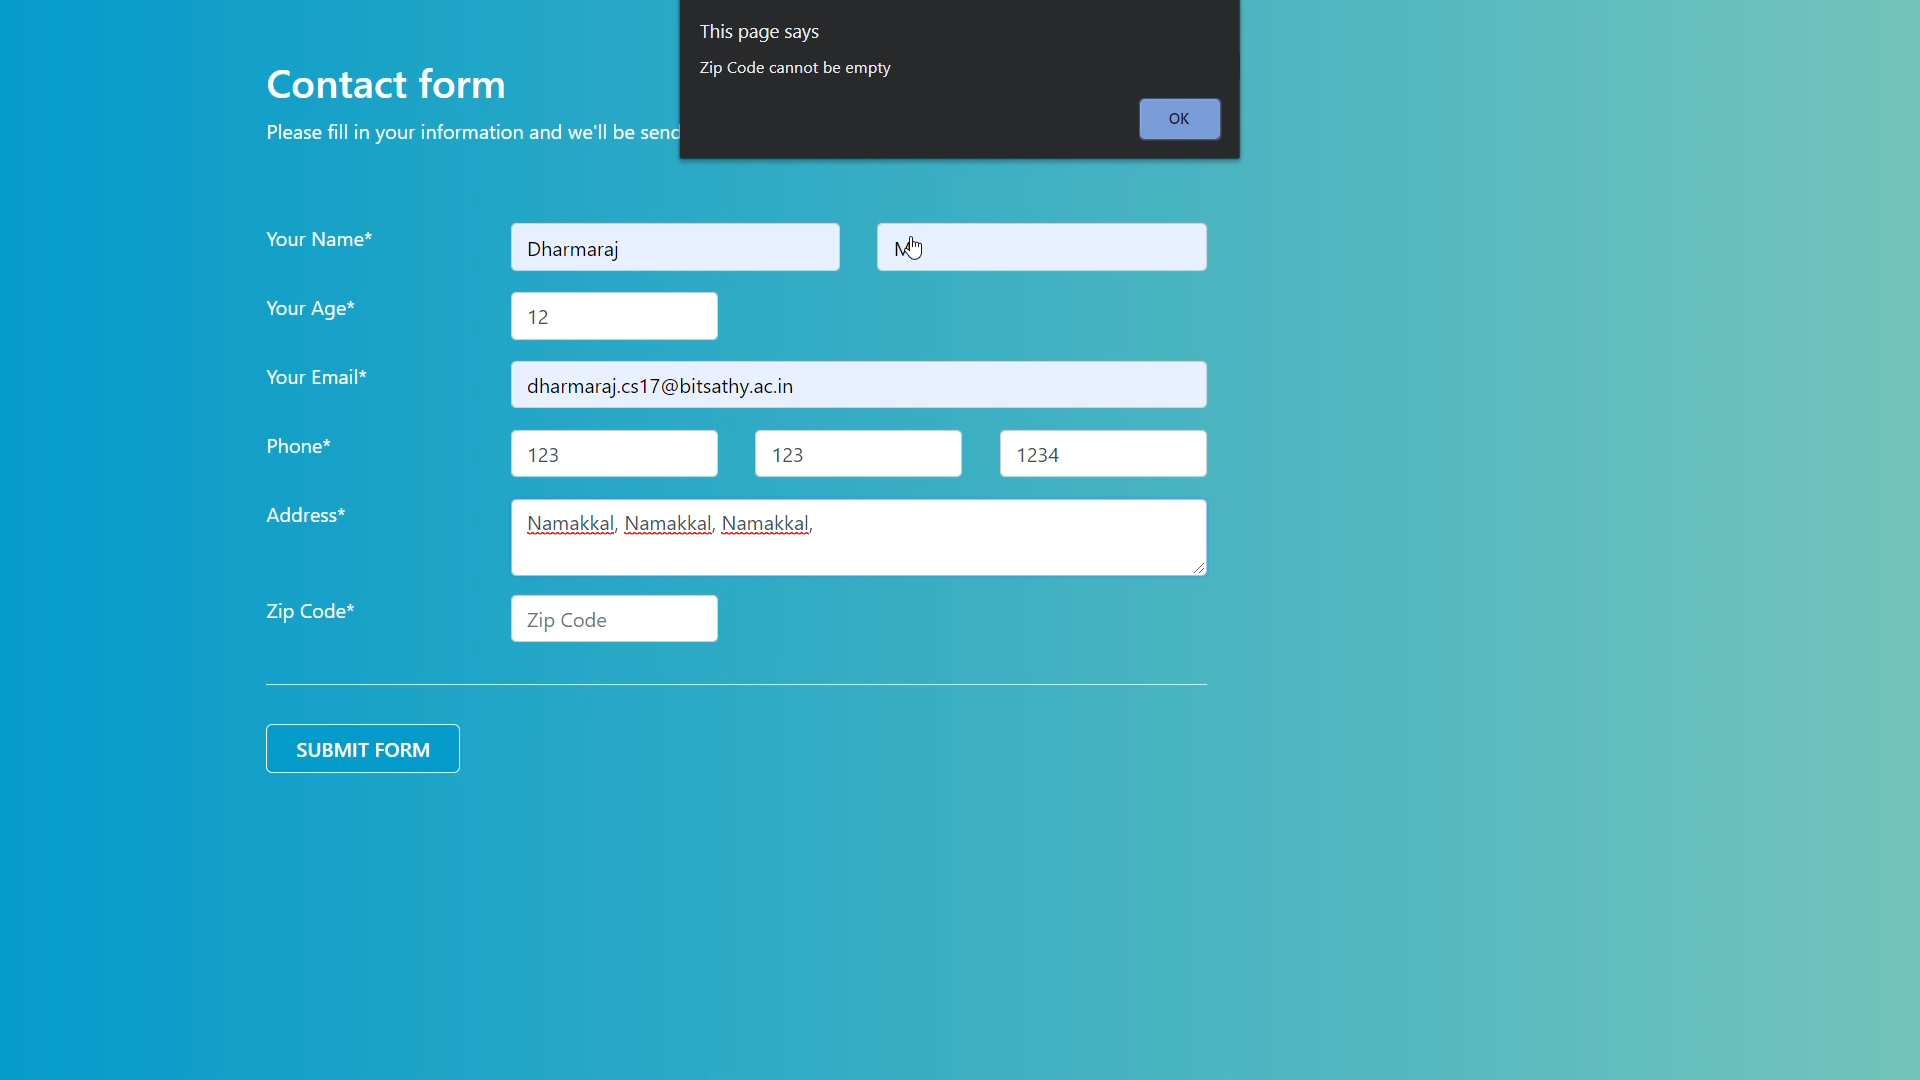 This page says
Zip Code cannot be empty
OK
Contact form
Please fill in your information and we'll be send
Your Name*
Dharmaraj
M
Your Age*
12
Your Email*
dharmaraj.cs17@bitsathy.ac.in
Phone*
123
123
1234
Address*
Namakkal, Namakkal, Namakkal,
Zip Code*
Zip Code
SUBMIT FORM